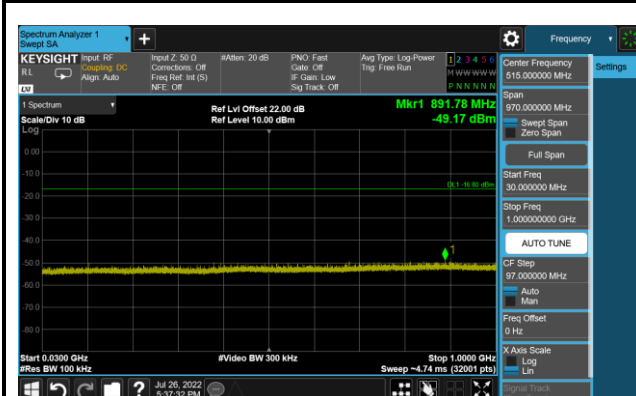 Spectrum Analyzer 1
Swept SA
+
Frequency
KEYSIGHT
RL
LXI
Input: RF
Coupling: DC
Align: Auto
Input Z: 50 Ω
Corrections: Off
Freq Ref: Int (S)
NFE: Off
#Atten: 20 dB
PNO: Fast
Gate: Off
IF Gain: Low
Sig Track: Off
Avg Type: Log-Power
Trig: Free Run
1 2 3 4 5 6
M W W W W W
P N N N N N
1 Spectrum
Scale/Div 10 dB
Log
Ref Lvl Offset 22.00 dB
Ref Level 10.00 dBm
Mkr1 891.78 MHz
-49.17 dBm
0.00
-10.0
DL1 -16.80 dBm
-20.0
-30.0
-40.0
1
-50.0
-60.0
-70.0
-80.0
Start 0.0300 GHz
#Res BW 100 kHz
#Video BW 300 kHz
Stop 1.0000 GHz
Sweep ~4.74 ms (32001 pts)
?
Jul 26, 2022
5:37:32 PM
Center Frequency
515.000000 MHz
Span
970.000000 MHz
Swept Span
Zero Span
Full Span
Start Freq
30.000000 MHz
Stop Freq
1.000000000 GHz
AUTO TUNE
CF Step
97.000000 MHz
Auto
Man
Freq Offset
0 Hz
X Axis Scale
Log
Lin
Signal Track
Settings